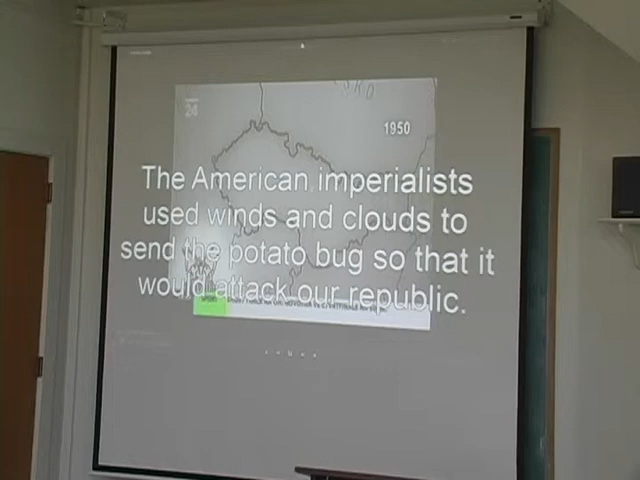 24
1950
The American imperialists
used winds and clouds to
send the potato bug so that it
would attack our republic.